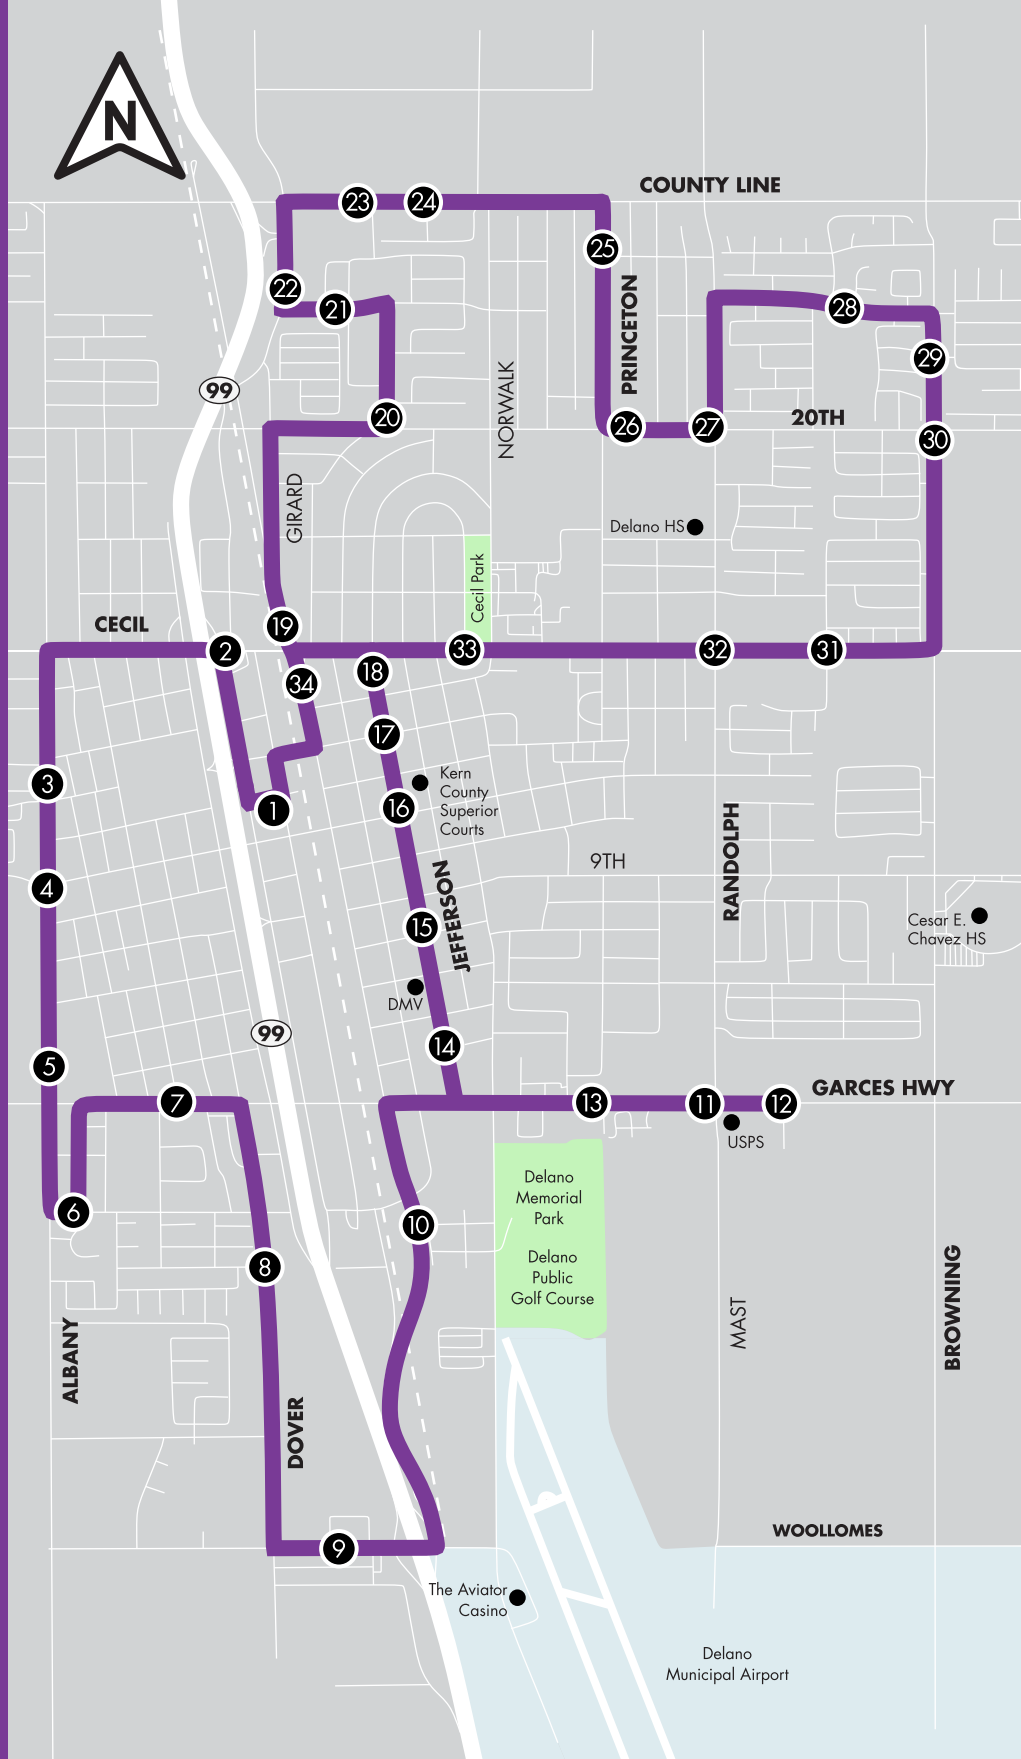 N
COUNTY LINE
23
24
25
22
21
PRINCETON
28
29
99
NORWALK
20
26
27
20TH
30
GIRARD
Delano HS
Cecil Park
CECIL
19
2
33
32
31
34
18
17
3
1
16
Kern
County
Superior
Courts
RANDOLPH
9TH
4
JEFFERSON
15
Cesar E.
Chavez HS
DMV
99
14
5
GARCES HWY
7
13
11
12
USPS
6
10
8
Delano
Memorial
Park
Delano
Public
Golf Course
MAST
BROWNING
ALBANY
DOVER
WOOLLOMES
9
The Aviator
Casino
Delano
Municipal Airport